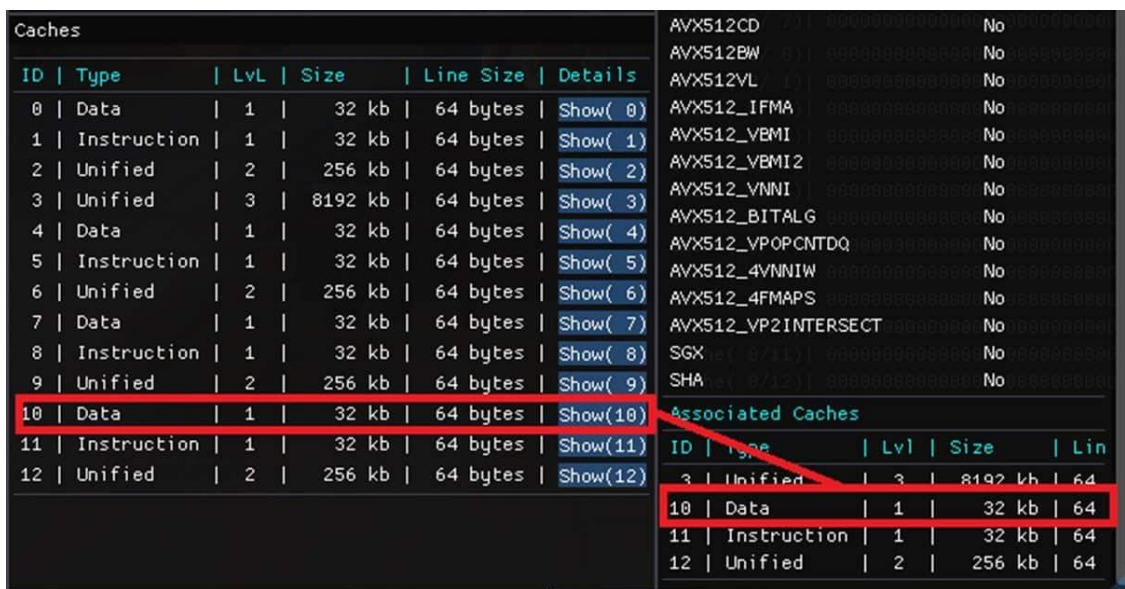 Caches
ID | Type | LvL | Size | Line Size | Details
0 | Data | 1 | 32 kb | 64 bytes | Show( 0)
1 | Instruction | 1 | 32 kb | 64 bytes | Show( 1)
2 | Unified | 2 | 256 kb | 64 bytes | Show( 2)
3 | Unified | 3 | 8192 kb | 64 bytes | Show( 3)
4 | Data | 1 | 32 kb | 64 bytes | Show( 4)
5 | Instruction | 1 | 32 kb | 64 bytes | Show( 5)
6 | Unified | 2 | 256 kb | 64 bytes | Show( 6)
7 | Data | 1 | 32 kb | 64 bytes | Show( 7)
8 | Instruction | 1 | 32 kb | 64 bytes | Show( 8)
9 | Unified | 2 | 256 kb | 64 bytes | Show( 9)
10 | Data | 1 | 32 kb | 64 bytes | Show(10)
11 | Instruction | 1 | 32 kb | 64 bytes | Show(11)
12 | Unified | 2 | 256 kb | 64 bytes | Show(12)
AVX512CD No
AVX512BW No
AVX512VL No
AVX512_IFMA No
AVX512_VBMI No
AVX512_VBMI2 No
AVX512_VNNI No
AVX512_BITALG No
AVX512_VPOPCNTDQ No
AVX512_4VNNIW No
AVX512_4FMAPS No
AVX512_VP2INTERSECT No
SGX No
SHA No
Associated Caches
ID | Type | Lvl | Size | Lin
3 | Unified | 3 | 8192 kb | 64
10 | Data | 1 | 32 kb | 64
11 | Instruction | 1 | 32 kb | 64
12 | Unified | 2 | 256 kb | 64